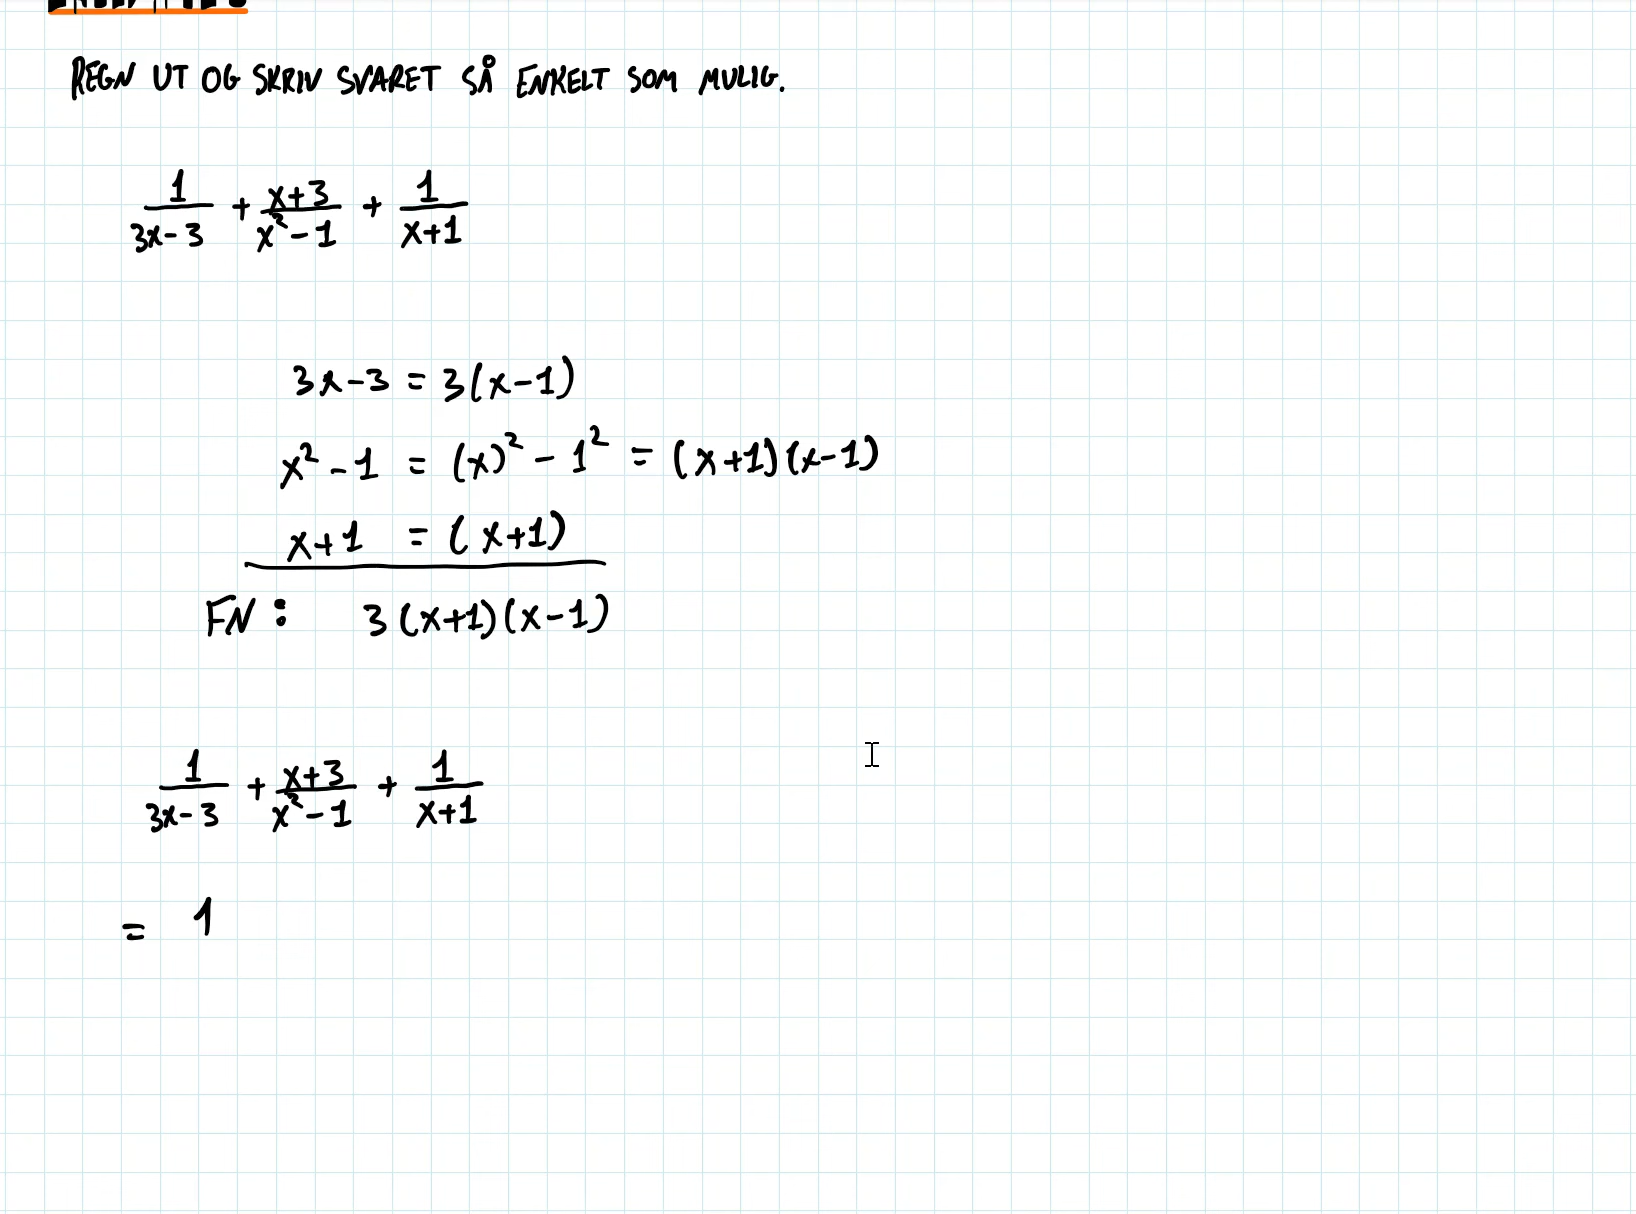 REGN UT OG SKRIV SVARET SÅ ENKELT SOM MULIG.
1/(3x-3) + (x+3)/(x²-1) + 1/(x+1)
3x-3 = 3(x-1)
x²-1 = (x)²-1² = (x+1)(x-1)
x+1 = (x+1)
FN: 3(x+1)(x-1)
1/(3x-3) + (x+3)/(x²-1) + 1/(x+1)
= 1